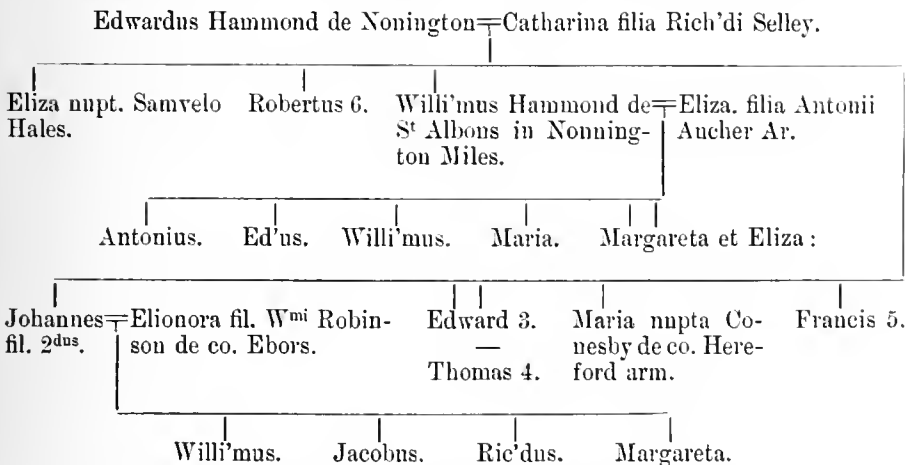 Edwardus Hammond de Nonington=Catharina filia Rich'di Selley.
Eliza nupt. Samvelo Hales.
Robertus 6.
Willi'mus Hammond de St Albons in Nonnington Miles.=Eliza. filia Antonii Aucher Ar.
Antonius. Ed'us. Willi'mus. Maria. Margareta et Eliza :
Johannes fil. 2dus.=Elionora fil. Wmi Robinson de co. Ebors.
Edward 3.
—
Thomas 4.
Maria nupta Conesby de co. Hereford arm.
Francis 5.
Willi'mus. Jacobus. Ric'dus. Margareta.